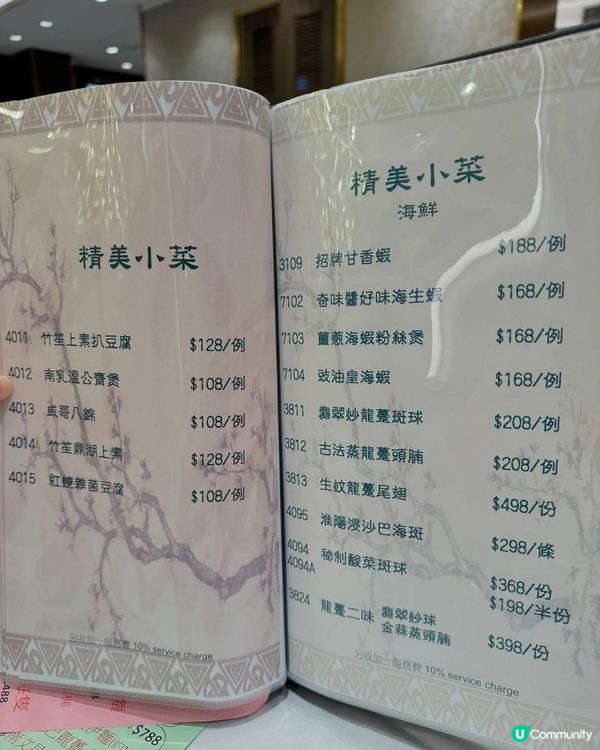 精美小菜
4011 竹笙上素扒豆腐 $128/例
4012 南乳溫公齋煲 $108/例
4013 威哥八錦 $108/例
4014 竹笙鼎湖上素 $128/例
4015 紅燒雜菌豆腐 $108/例
另收加一服務費 10% service charge
精美小菜
海鮮
3109 招牌甘香蝦 $188/例
7102 奇味醬好味海生蝦 $168/例
7103 薑蔥海蝦粉絲煲 $168/例
7104 豉油皇海蝦 $168/例
3811 翡翠炒龍躉斑球 $208/例
3812 古法蒸龍躉頭腩 $208/例
3813 生炆龍躉尾翅 $498/份
4095 淮陽浸沙巴海斑 $298/條
4094 秘制酸菜斑球 $368/份
4094A $198/半份
3824 龍躉二味 翡翠炒球
金蒜蒸頭腩 $398/份
另收加一服務費 10% service charge
$788
U Community